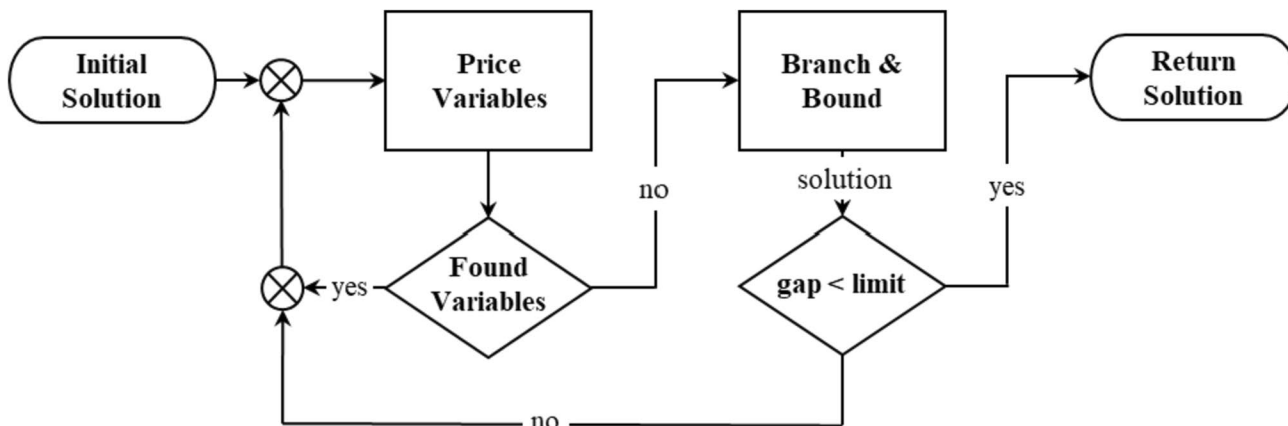 Initial
Solution
Price
Variables
Branch &
Bound
Return
Solution
no
solution
yes
yes
Found
Variables
gap < limit
no